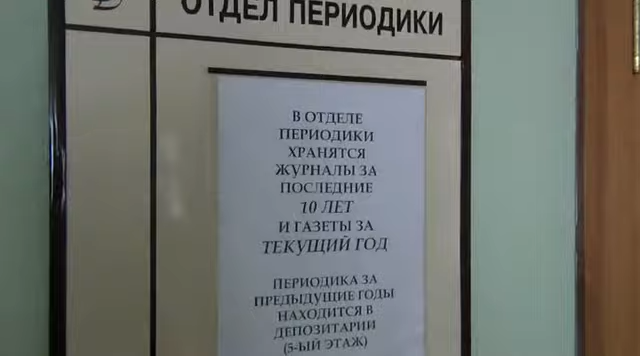 ОТДЕЛ ПЕРИОДИКИ
В ОТДЕЛЕ
ПЕРИОДИКИ
ХРАНЯТСЯ
ЖУРНАЛЫ ЗА
ПОСЛЕДНИЕ
10 ЛЕТ
И ГАЗЕТЫ ЗА
ТЕКУЩИЙ ГОД
ПЕРИОДИКА ЗА
ПРЕДЫДУЩИЕ ГОДЫ
НАХОДИТСЯ В
ДЕПОЗИТАРИИ
(5-ЫЙ ЭТАЖ)